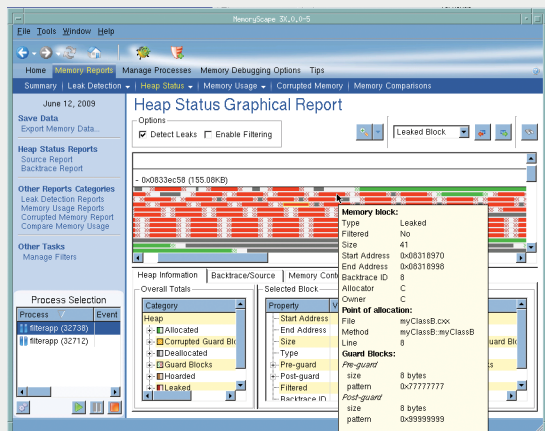 MemoryScape 3X.0.0-5
File Tools Window Help
Home Memory Reports Manage Processes Memory Debugging Options Tips
Summary | Leak Detection | Heap Status | Memory Usage | Corrupted Memory | Memory Comparisons
June 12, 2009
Save Data
Export Memory Data...
Heap Status Reports
Source Report
Backtrace Report
Other Reports Categories
Leak Detection Reports
Memory Usage Reports
Corrupted Memory Report
Compare Memory Usage
Other Tasks
Manage Filters
Process Selection
Process Event
filterapp (32738)
filterapp (32712)
Heap Status Graphical Report
Options
Detect Leaks Enable Filtering
Leaked Block
- 0x0833ec58 (155.08KB)
Heap Information Backtrace/Source Memory Cont
Overall Totals
Category
Heap
Allocated
Corrupted Guard Bl
Deallocated
Guard Blocks
Hoarded
Leaked
Selected Block
Property V
Start Address
End Address
Size
Type
Pre-guard
Post-guard
Filtered
Backtrace ID
Memory block:
Type Leaked
Filtered No
Size 41
Start Address 0x08318970
End Address 0x08318998
Backtrace ID 8
Allocator C
Owner C
Point of allocation:
File myClassB.cxx
Method myClassB::myClassB
Line 8
Guard Blocks:
Pre-guard
size 8 bytes
pattern 0x77777777
Post-guard
size 8 bytes
pattern 0x99999999